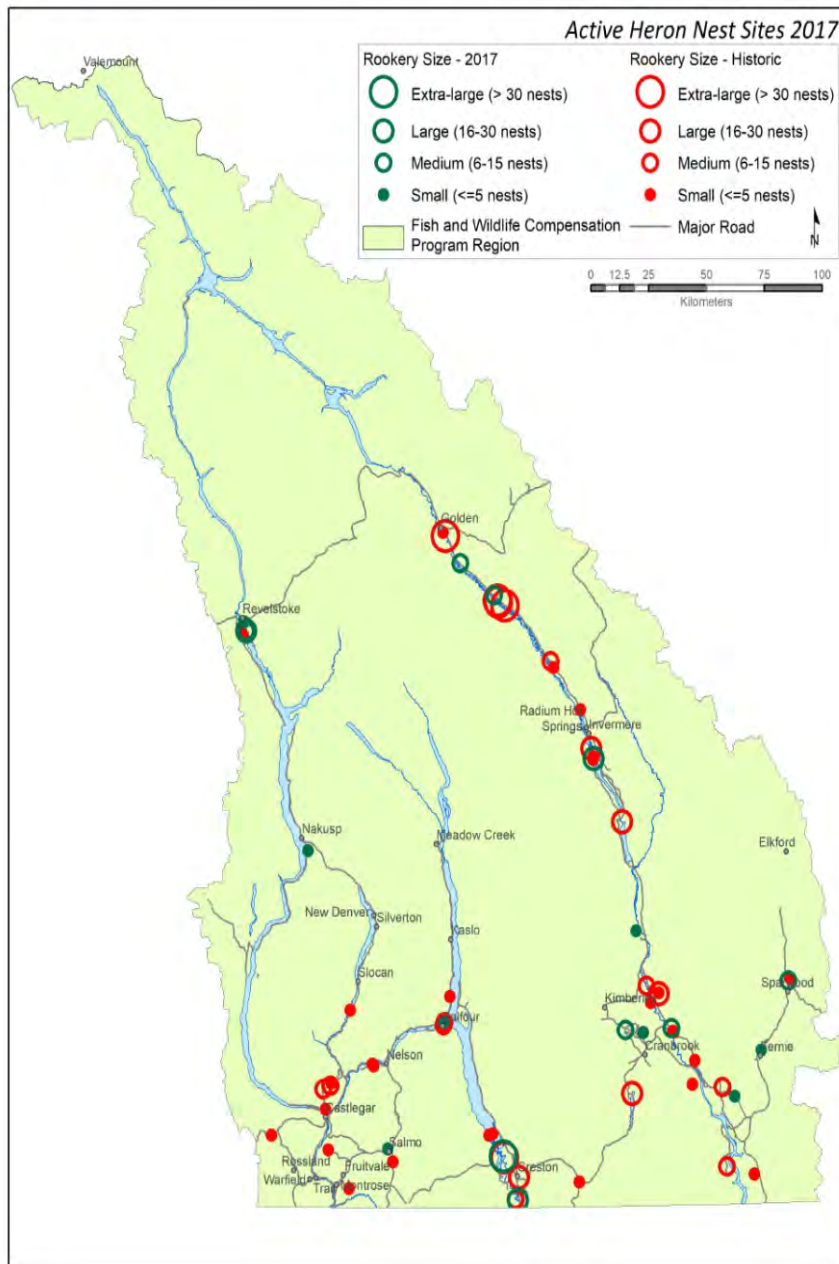 Active Heron Nest Sites 2017
Rookery Size - 2017
Extra-large (> 30 nests)
Large (16-30 nests)
Medium (6-15 nests)
Small (<=5 nests)
Fish and Wildlife Compensation
Program Region
Rookery Size - Historic
Extra-large (> 30 nests)
Large (16-30 nests)
Medium (6-15 nests)
Small (<=5 nests)
Major Road
N
0 12.5 25 50 75 100
Kilometers
Valemount
Golden
Revelstoke
Radium Hot
Springs
Invermere
Nakusp
Meadow Creek
Elkford
New Denver
Silverton
Kaslo
Slocan
Sparwood
Kimberley
Balfour
Nelson
Cranbrook
Fernie
Castlegar
Salmo
Rossland
Fruitvale
Creston
Warfield
Trail
Montrose